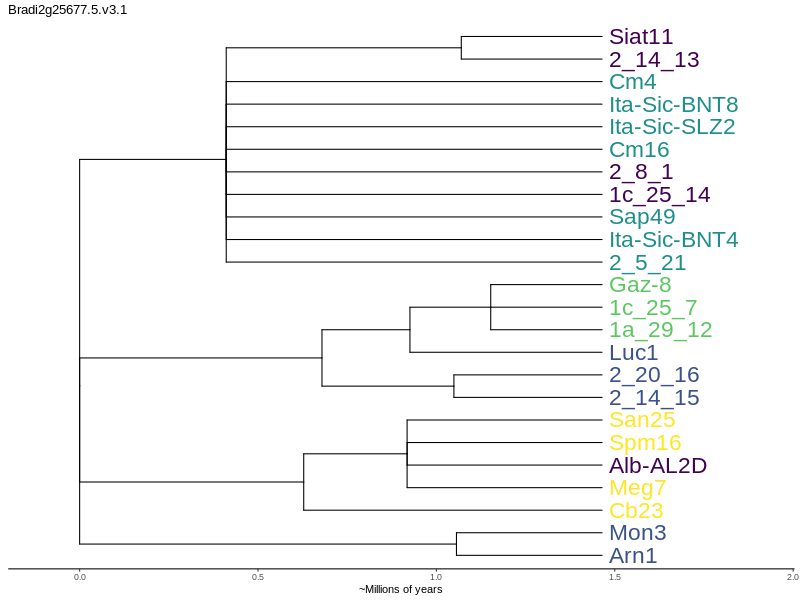 Bradi2g25677.5.v3.1
Siat11
2_14_13
Cm4
Ita-Sic-BNT8
Ita-Sic-SLZ2
Cm16
2_8_1
1c_25_14
Sap49
Ita-Sic-BNT4
2_5_21
Gaz-8
1c_25_7
1a_29_12
Luc1
2_20_16
2_14_15
San25
Spm16
Alb-AL2D
Meg7
Cb23
Mon3
Arn1
0.0 0.5 1.0 1.5 2.0
~Millions of years